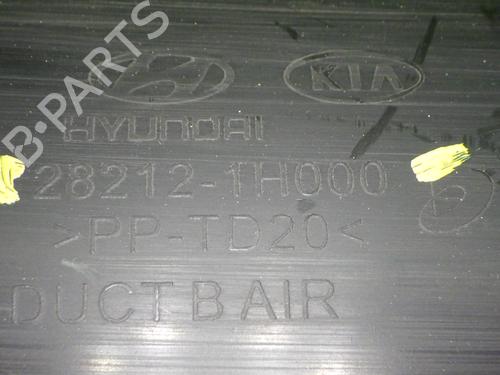 KIA
HYUNDAI
28212-1H000
>PP-TD20<
DUCT B AIR
B-PARTS